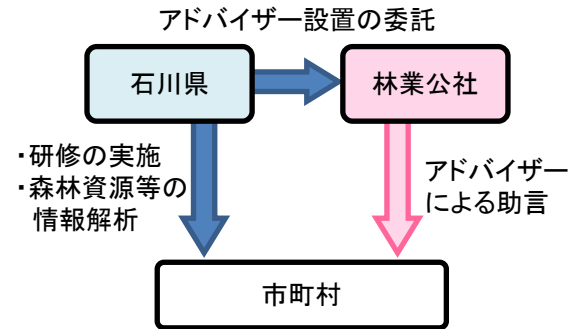 アドバイザー設置の委託
石川県
林業公社
・研修の実施
・森林資源等の
情報解析
アドバイザー
による助言
市町村